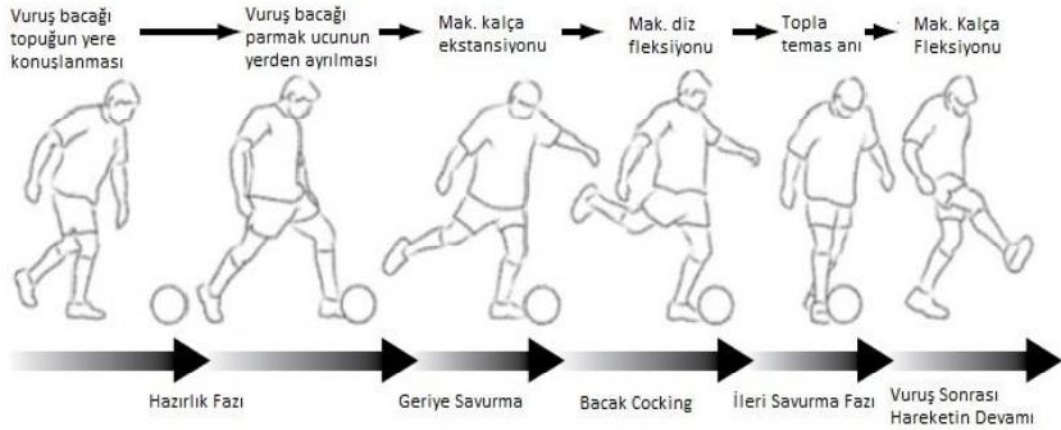 Vuruş bacağı
topuğun yere
konuşlanması
Vuruş bacağı
parmak ucunun
yerden ayrılması
Mak. kalça
ekstansiyonu
Mak. diz
fleksiyonu
Topla
temas anı
Mak. Kalça
Fleksiyonu
Hazırlık Fazı
Geriye Savurma
Bacak Cocking
İleri Savurma Fazı
Vuruş Sonrası
Hareketin Devamı